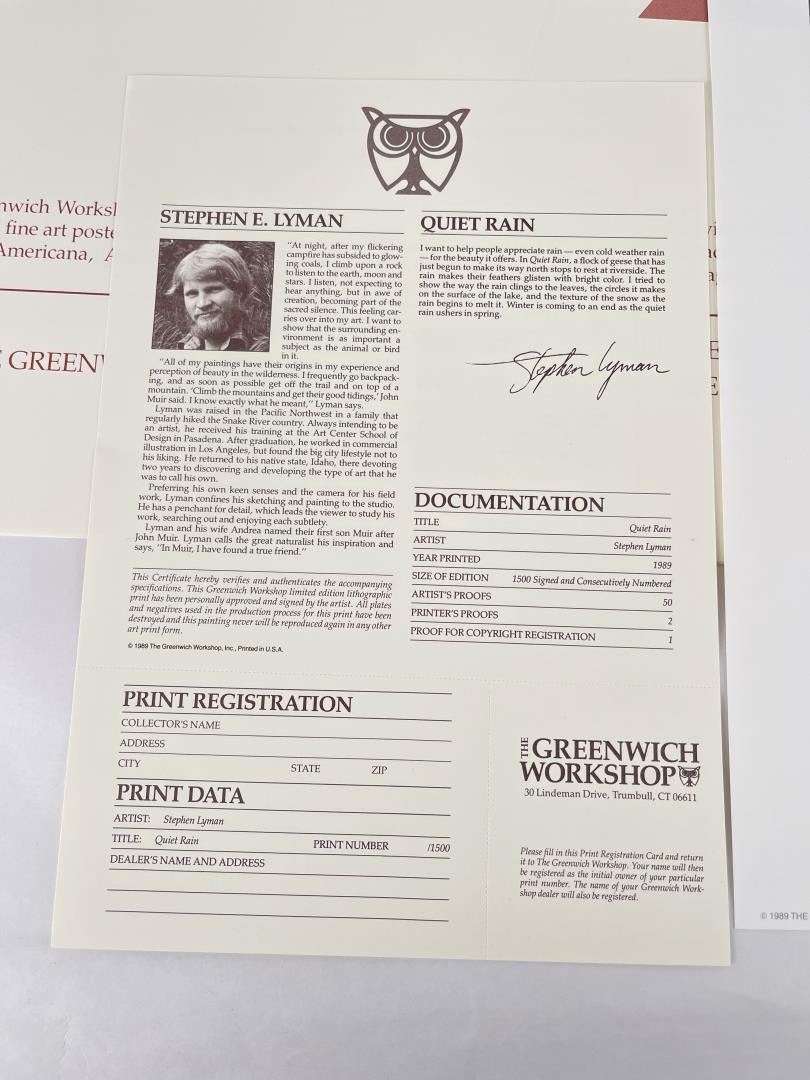 nwich Works
fine art poste
Americana, A
GREENW
STEPHEN E. LYMAN
"At night, after my flickering
campfire has subsided to glow-
ing coals, I climb upon a rock
to listen to the earth, moon and
stars. I listen, not expecting to
hear anything, but in awe of
creation, becoming part of the
sacred silence. This feeling car-
ries over into my art. I want to
show that the surrounding en-
vironment is as important a
subject as the animal or bird
in it.
"All of my paintings have their origins in my experience and
perception of beauty in the wilderness. I frequently go backpack-
ing, and as soon as possible get off the trail and on top of a
mountain. 'Climb the mountains and get their good tidings,' John
Muir said. I know exactly what he meant," Lyman says.
Lyman was raised in the Pacific Northwest in a family that
regularly hiked the Snake River country. Always intending to be
an artist, he received his training at the Art Center School of
Design in Pasadena. After graduation, he worked in commercial
illustration in Los Angeles, but found the big city lifestyle not to
his liking. He returned to his native state, Idaho, there devoting
two years to discovering and developing the type of art that he
was to call his own.
Preferring his own keen senses and the camera for his field
work, Lyman confines his sketching and painting to the studio.
He has a penchant for detail, which leads the viewer to study his
work, searching out and enjoying each subtlety.
Lyman and his wife Andrea named their first son Muir after
John Muir. Lyman calls the great naturalist his inspiration and
says, "In Muir, I have found a true friend."
This Certificate hereby verifies and authenticates the accompanying
specifications. This Greenwich Workshop limited edition lithographic
print has been personally approved and signed by the artist. All plates
and negatives used in the production process for this print have been
destroyed and this painting never will be reproduced again in any other
art print form.
© 1989 The Greenwich Workshop, Inc., Printed in U.S.A.
QUIET RAIN
I want to help people appreciate rain — even cold weather rain
— for the beauty it offers. In Quiet Rain, a flock of geese that has
just begun to make its way north stops to rest at riverside. The
rain makes their feathers glisten with bright color. I tried to
show the way the rain clings to the leaves, the circles it makes
on the surface of the lake, and the texture of the snow as the
rain begins to melt it. Winter is coming to an end as the quiet
rain ushers in spring.
Stephen Lyman
DOCUMENTATION
TITLE Quiet Rain
ARTIST Stephen Lyman
YEAR PRINTED 1989
SIZE OF EDITION 1500 Signed and Consecutively Numbered
ARTIST'S PROOFS 50
PRINTER'S PROOFS 2
PROOF FOR COPYRIGHT REGISTRATION 1
PRINT REGISTRATION
COLLECTOR'S NAME
ADDRESS
CITY STATE ZIP
PRINT DATA
ARTIST: Stephen Lyman
TITLE: Quiet Rain PRINT NUMBER /1500
DEALER'S NAME AND ADDRESS
THE GREENWICH
WORKSHOP
30 Lindeman Drive, Trumbull, CT 06611
Please fill in this Print Registration Card and return
it to The Greenwich Workshop. Your name will then
be registered as the initial owner of your particular
print number. The name of your Greenwich Work-
shop dealer will also be registered.
© 1989 THE